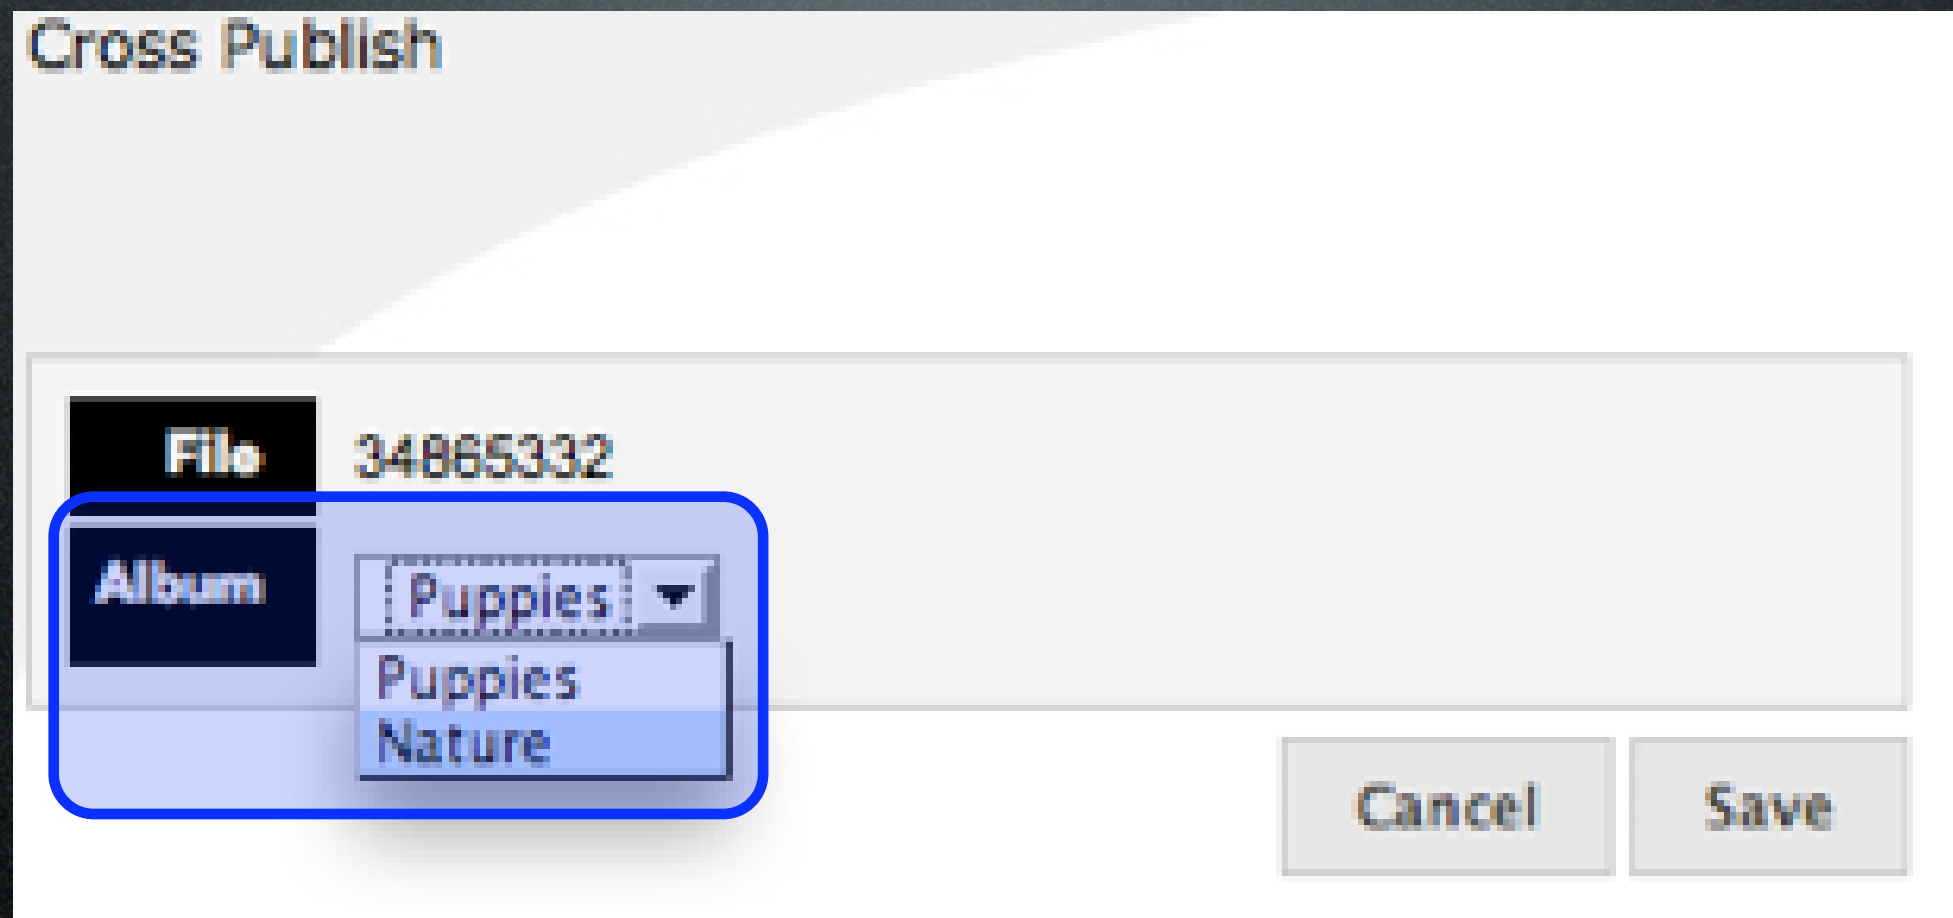 Cross Publish
File 34865332
Album Puppies
Puppies
Nature
Cancel Save